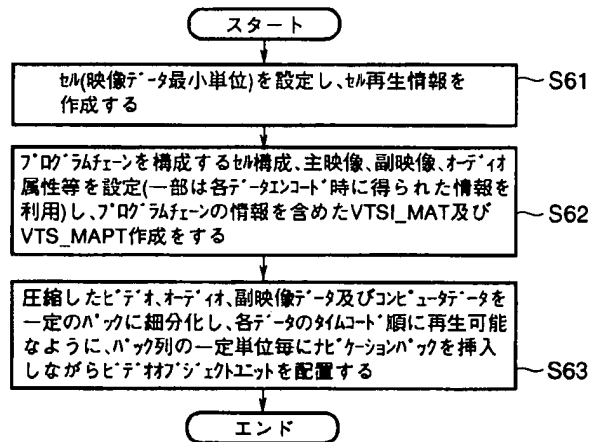 スタート
セル(映像データ最小単位)を設定し、セル再生情報を
作成する
S61
プログラムチェーンを構成するセル構成、主映像、副映像、オーディオ
属性等を設定(一部は各データエンコード時に得られた情報を
利用)し、プログラムチェーンの情報を含めたVTSI_MAT及び
VTS_MAPT作成をする
S62
圧縮したビデオ、オーディオ、副映像データ及びコンピュータデータを
一定のパックに細分化し、各データのタイムコード順に再生可能
なように、パック列の一定単位毎にナビゲーションパックを挿入
しながらビデオオブジェクトユニットを配置する
S63
エンド